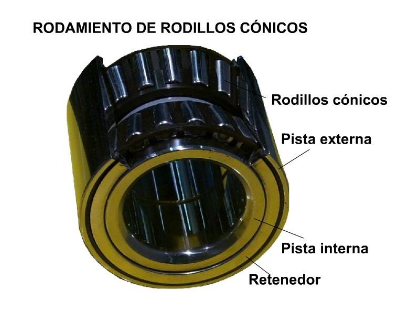 RODAMIENTO DE RODILLOS CÓNICOS
Rodillos cónicos
Pista externa
Pista interna
Retenedor